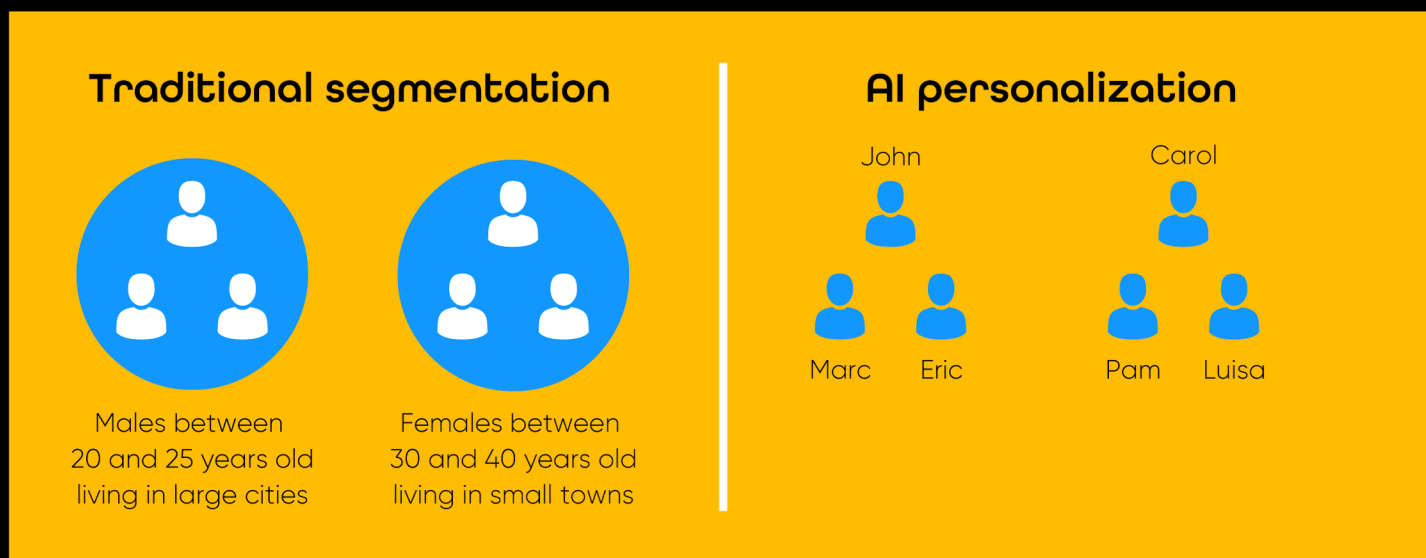 Traditional segmentation
Males between
20 and 25 years old
living in large cities
Females between
30 and 40 years old
living in small towns
AI personalization
John
Carol
Marc
Eric
Pam
Luisa